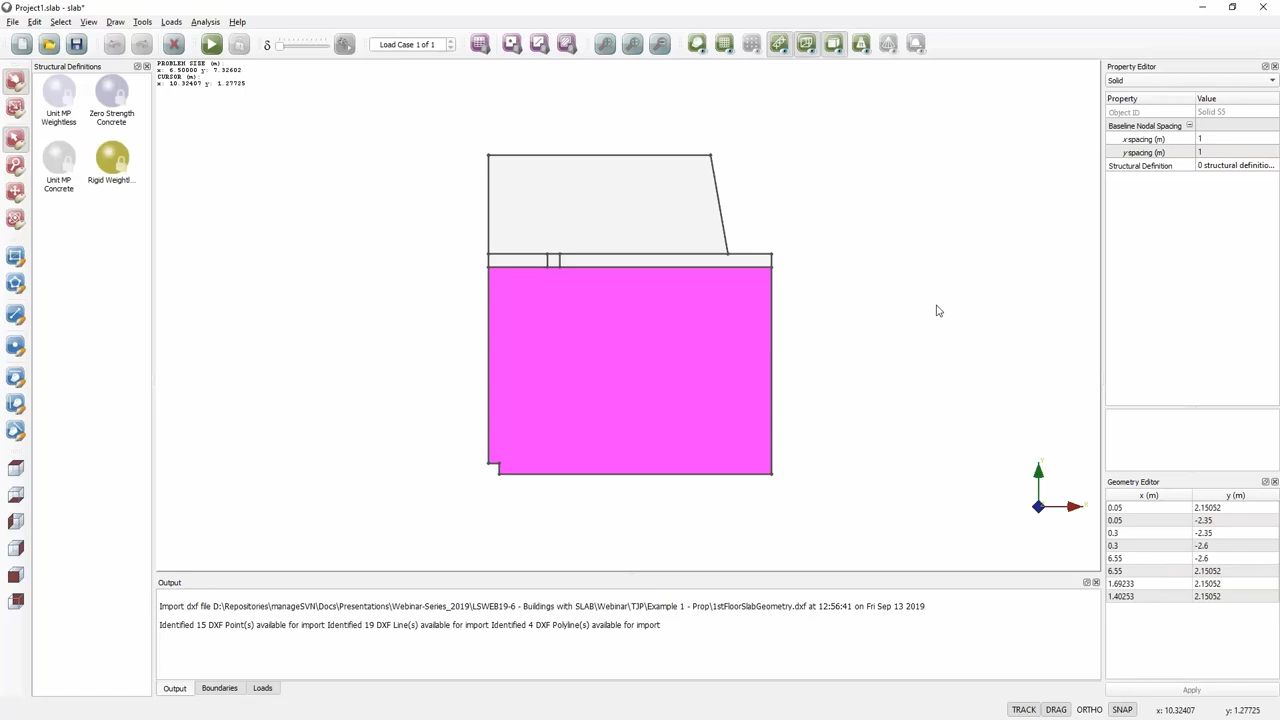 Project1.slab - slab*
File Edit Select View Draw Tools Loads Analysis Help
δ Load Case 1 of 1
Structural Definitions
Unit MP Weightless
Zero Strength Concrete
Unit MP Concrete
Rigid Weightl...
PROBLEM SIZE (m):
x: 6.50000 y: 7.32602
CURSOR (m):
x: 10.32407 y: 1.27725
Y
X
Property Editor
Solid
Property Value
Object ID Solid S5
Baseline Nodal Spacing
x spacing (m) 1
y spacing (m) 1
Structural Definition 0 structural definitio...
Geometry Editor
x (m) y (m)
0.05 2.15052
0.05 -2.35
0.3 -2.35
0.3 -2.6
6.55 -2.6
6.55 2.15052
1.69233 2.15052
1.40253 2.15052
Apply
Output
Import dxf file D:\Repositories\manageSVN\Docs\Presentations\Webinar-Series_2019\LSWEB19-6 - Buildings with SLAB\Webinar\TJP\Example 1 - Prop\1stFloorSlabGeometry.dxf at 12:56:41 on Fri Sep 13 2019
Identified 15 DXF Point(s) available for import Identified 19 DXF Line(s) available for import Identified 4 DXF Polyline(s) available for import
Output Boundaries Loads
TRACK DRAG ORTHO SNAP x: 10.32407 y: 1.27725